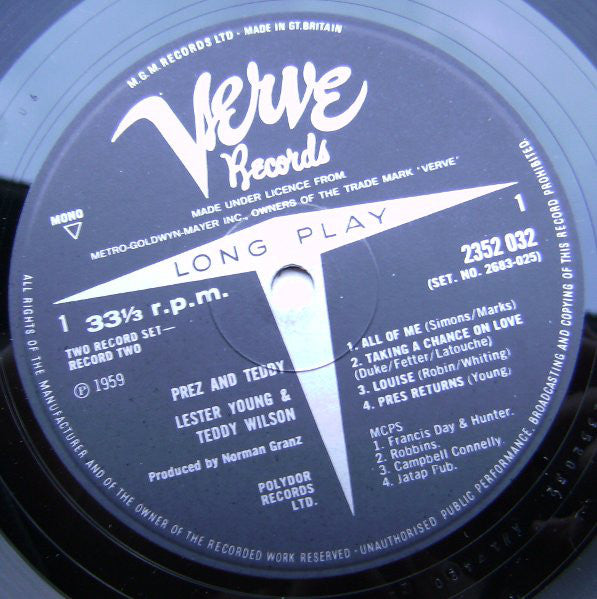 M.G.M. RECORDS LTD · MADE IN GT. BRITAIN
Verve
Records
MADE UNDER LICENCE FROM
METRO-GOLDWYN-MAYER INC., OWNERS OF THE TRADE MARK 'VERVE'
MONO
LONG PLAY
1
1
33⅓ r.p.m.
2352 032
(SET. NO. 2683-025)
TWO RECORD SET—
RECORD TWO
Ⓟ 1959
PREZ AND TEDDY
LESTER YOUNG &
TEDDY WILSON
Produced by Norman Granz
POLYDOR
RECORDS
LTD.
1. ALL OF ME (Simons/Marks)
2. TAKING A CHANCE ON LOVE
(Duke/Fetter/Latouche)
3. LOUISE (Robin/Whiting)
4. PRES RETURNS (Young)
MCPS
1. Francis Day & Hunter.
2. Robbins.
3. Campbell Connelly.
4. Jatap Pub.
ALL RIGHTS OF THE MANUFACTURER AND OF THE OWNER OF THE RECORDED WORK RESERVED - UNAUTHORISED PUBLIC PERFORMANCE, BROADCASTING AND COPYING OF THIS RECORD PROHIBITED.